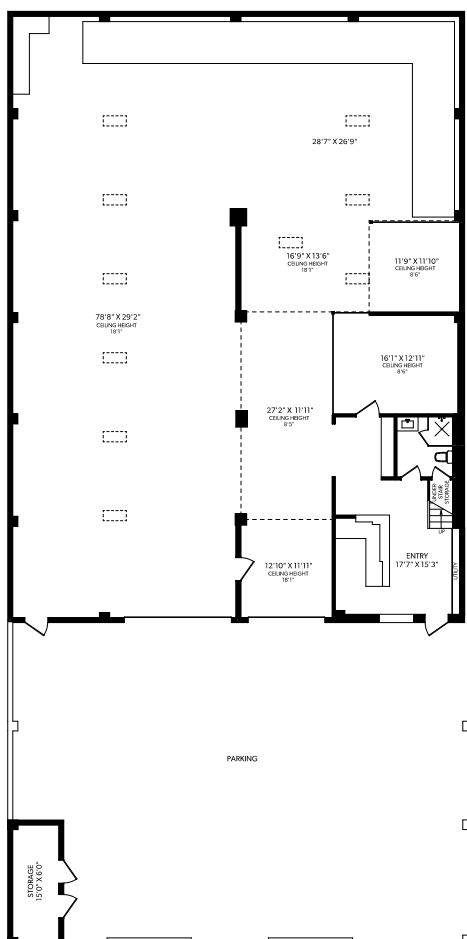 28'7" X 26'9"
16'9" X 13'6"
CEILING HEIGHT
18'1"
11'9" X 11'10"
CEILING HEIGHT
8'6"
78'8" X 29'2"
CEILING HEIGHT
18'1"
16'1" X 12'11"
CEILING HEIGHT
8'6"
27'2" X 11'11"
CEILING HEIGHT
8'5"
UNDER
STAIR
STORAGE
UP
12'10" X 11'11"
CEILING HEIGHT
18'1"
ENTRY
17'7" X 15'3"
UTILITY
PARKING
STORAGE
15'0" X 6'0"